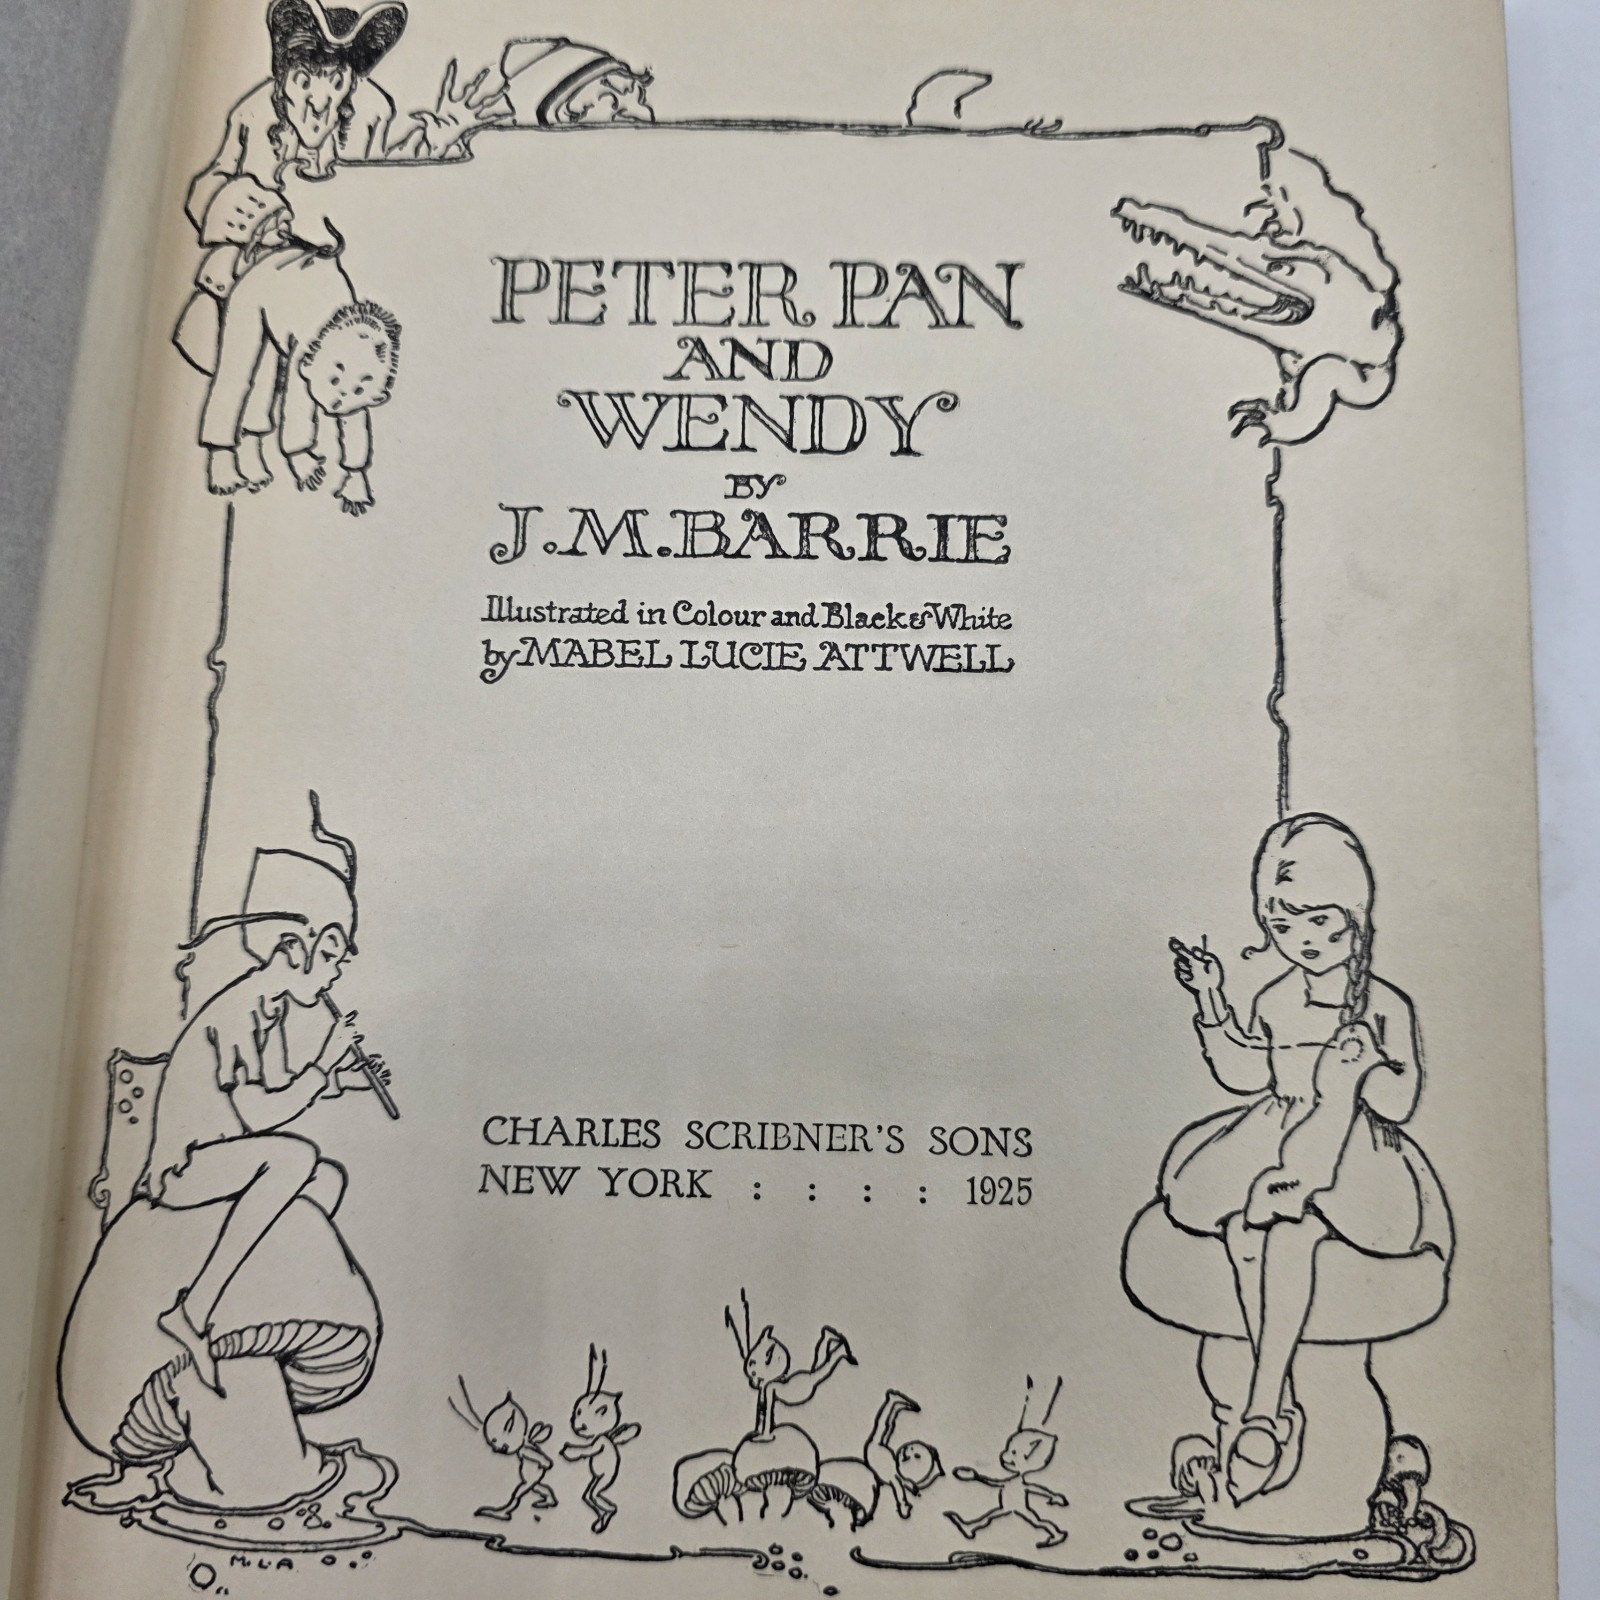 PETER PAN
AND
WENDY
BY
J.M.BARRIE
Illustrated in Colour and Black & White
by MABEL LUCIE ATTWELL
CHARLES SCRIBNER'S SONS
NEW YORK : : : : 1925
M·L·A